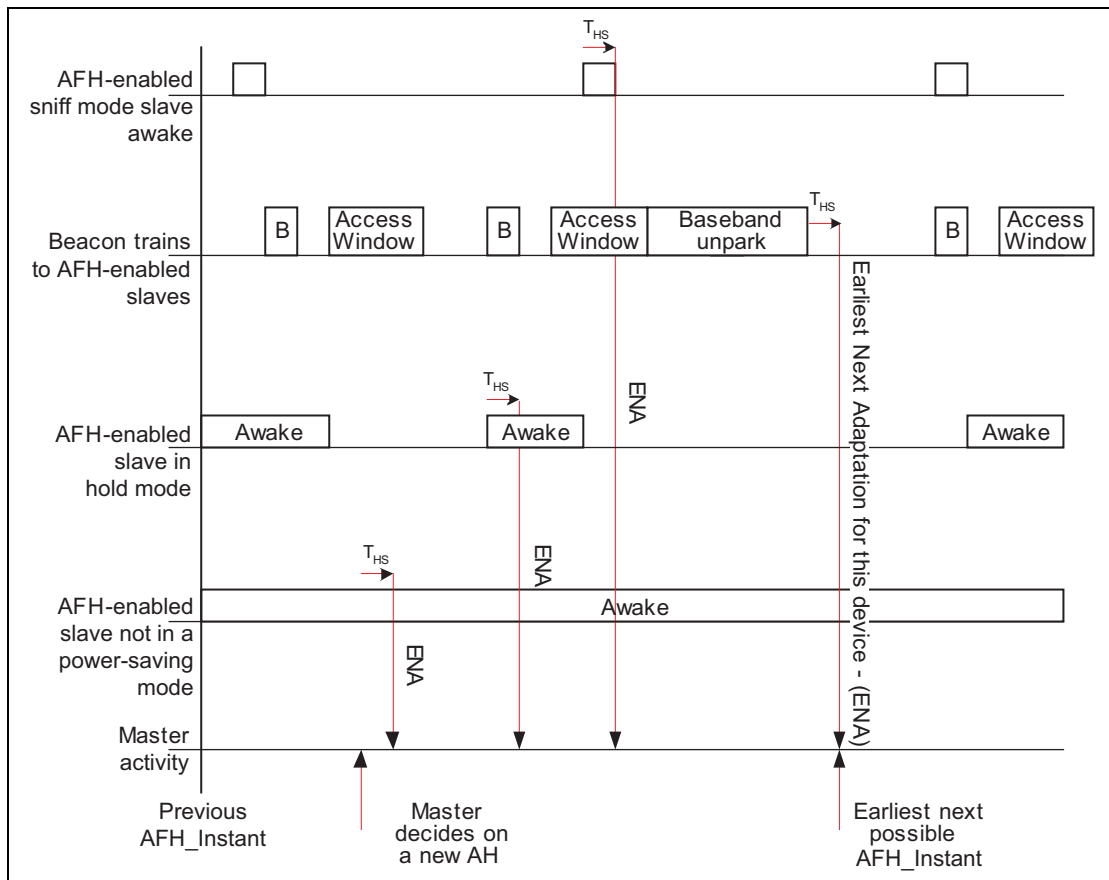 T_HS
AFH-enabled
sniff mode slave
awake
T_HS
B
Access
Window
B
Access
Window
Baseband
unpark
B
Access
Window
Beacon trains
to AFH-enabled
slaves
Earliest Next Adaptation for this device - (ENA)
ENA
T_HS
Awake
Awake
Awake
AFH-enabled
slave in
hold mode
ENA
T_HS
Awake
AFH-enabled
slave not in a
power-saving
mode
ENA
Master
activity
Previous
AFH_Instant
Master
decides on
a new AH
Earliest next
possible
AFH_Instant